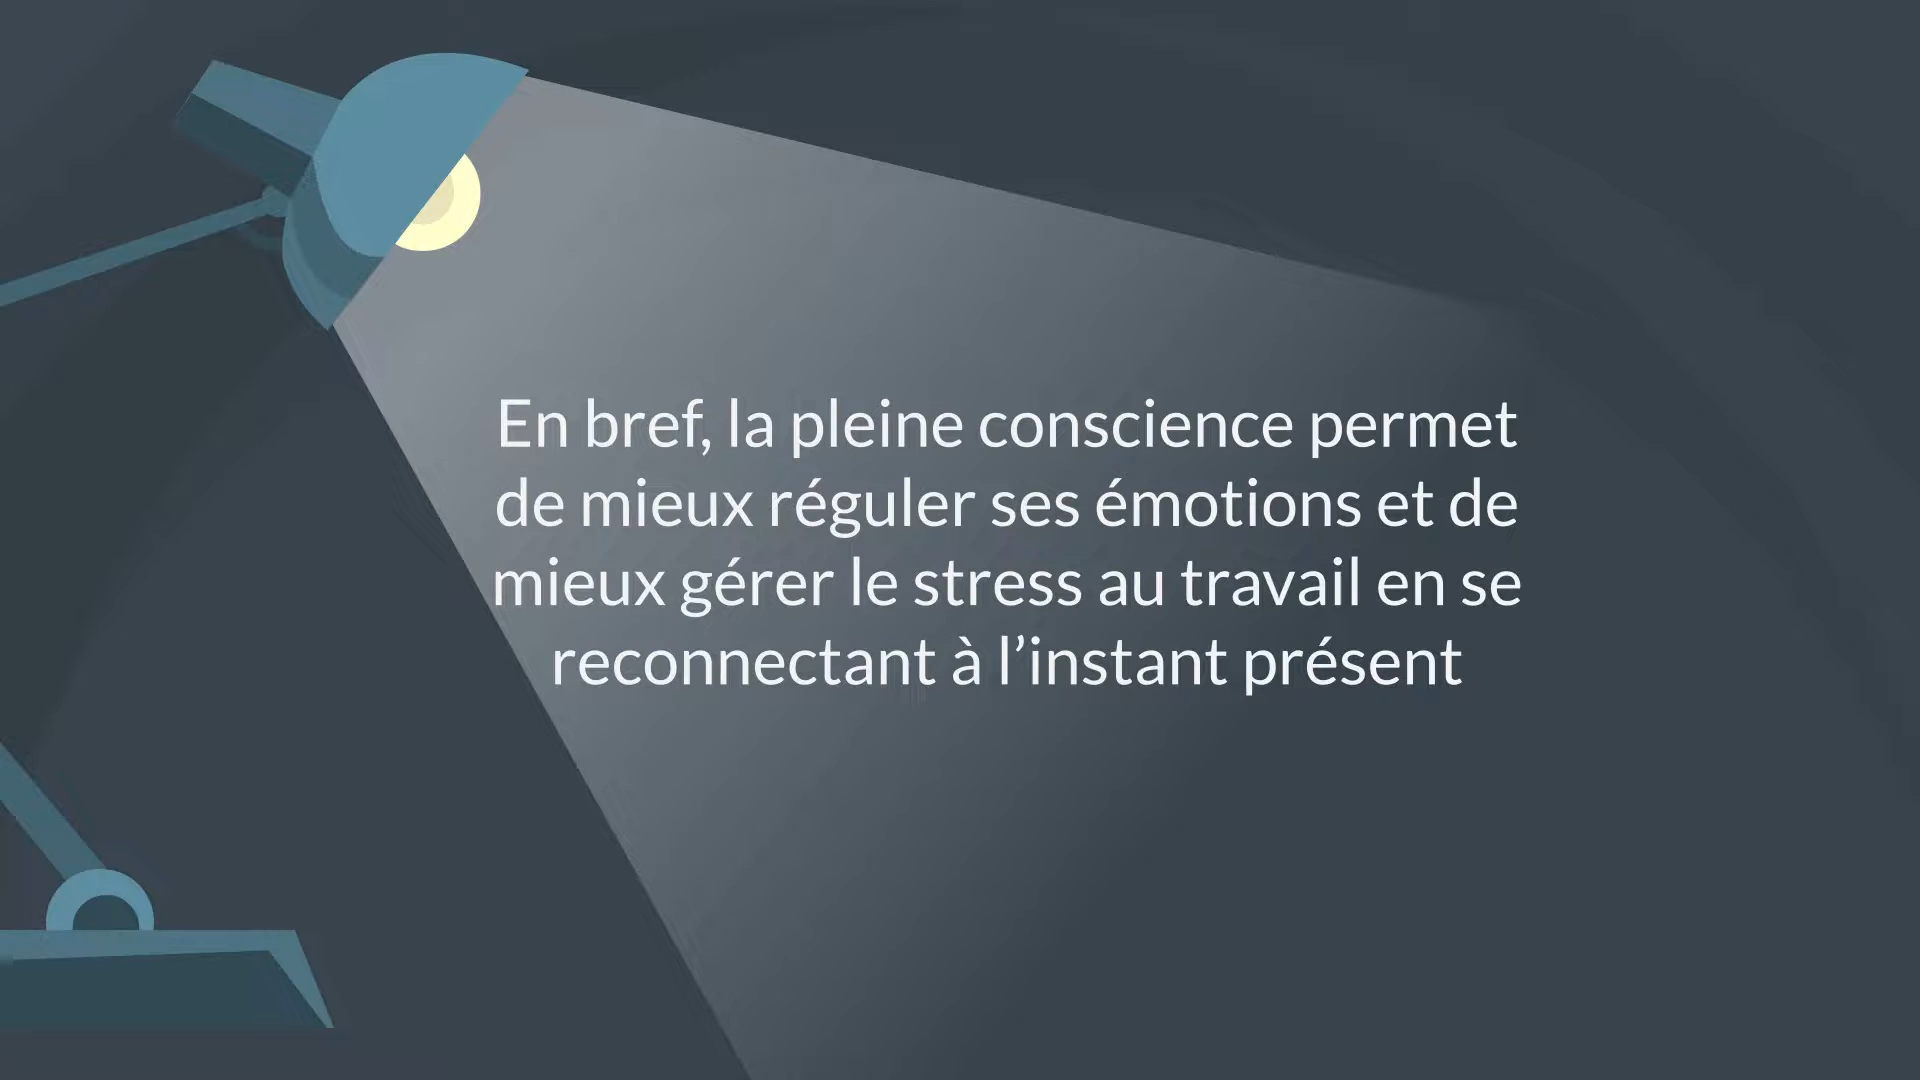 En bref, la pleine conscience permet
de mieux réguler ses émotions et de
mieux gérer le stress au travail en se
reconnectant à l’instant présent